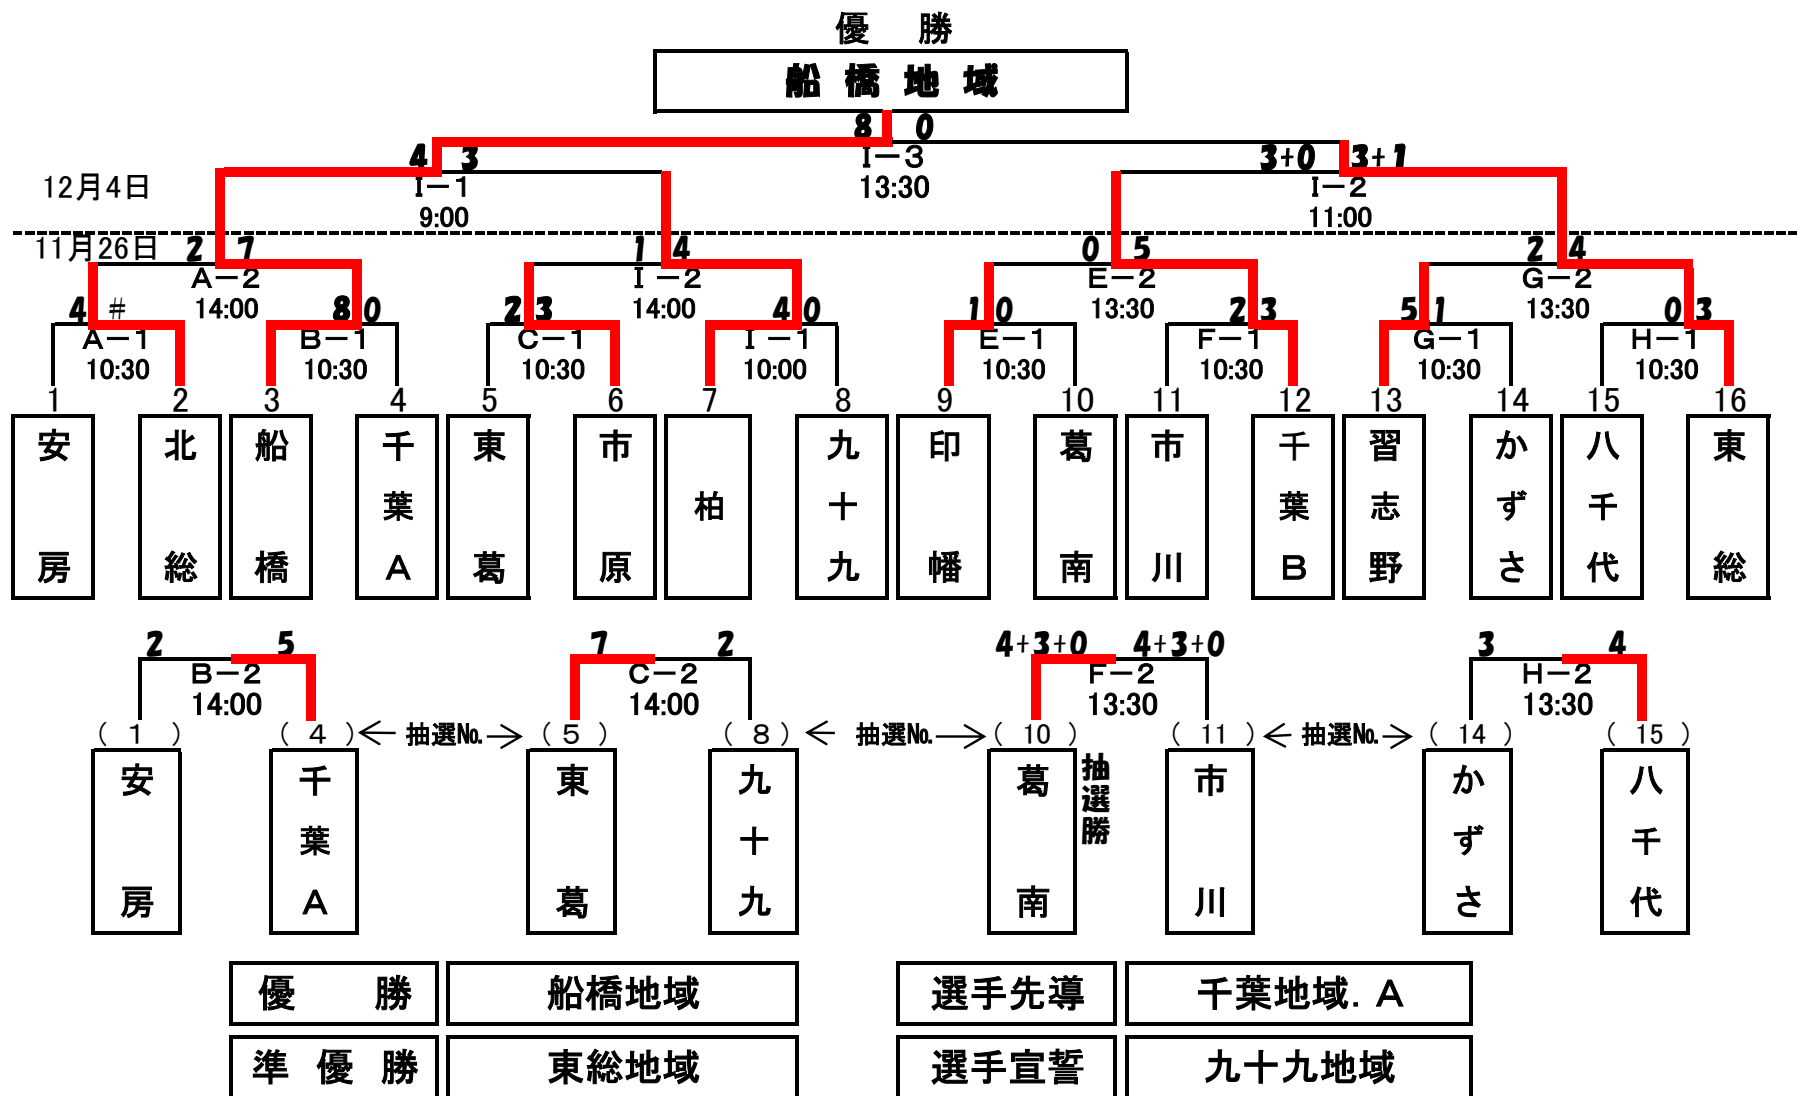 優　勝
船橋地域
8 0
4 3
I－3
3+0 3+1
12月4日
I－1
13:30
I－2
9:00
11:00
11月26日
2 7
1 4
0 5
2 4
A－2
I－2
E－2
G－2
14:00
14:00
13:30
13:30
4 #
8 0
2 3
4 0
1 0
2 3
5 1
0 3
A－1
B－1
C－1
I－1
E－1
F－1
G－1
H－1
10:30
10:30
10:30
10:00
10:30
10:30
10:30
10:30
1 2 3 4 5 6 7 8 9 10 11 12 13 14 15 16
安房
北総
船橋
千葉A
東葛
市原
柏
九十九
印幡
葛南
市川
千葉B
習志野
かずさ
八千代
東総
2 5
7 2
4+3+0 4+3+0
3 4
B－2
C－2
F－2
H－2
14:00
14:00
13:30
13:30
( 1 ) ( 4 ) ←抽選№→ ( 5 ) ( 8 ) ← 抽選№→ ( 10 ) ( 11 ) ←抽選№→ ( 14 ) ( 15 )
安房
千葉A
東葛
九十九
葛南
抽選勝
市川
かずさ
八千代
優　勝 船橋地域 選手先導 千葉地域．A
準優勝 東総地域 選手宣誓 九十九地域